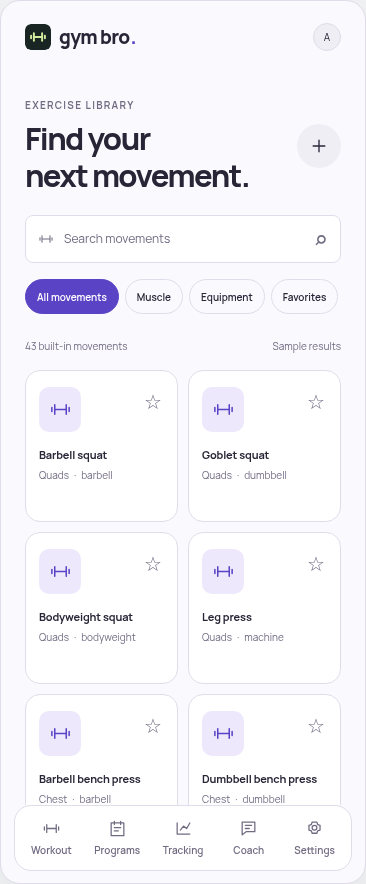 gym bro.
A
EXERCISE LIBRARY
Find your
next movement.
Search movements
All movements
Muscle
Equipment
Favorites
43 built-in movements
Sample results
Barbell squat
Quads · barbell
Goblet squat
Quads · dumbbell
Bodyweight squat
Quads · bodyweight
Leg press
Quads · machine
Barbell bench press
Chest · barbell
Dumbbell bench press
Chest · dumbbell
Workout
Programs
Tracking
Coach
Settings